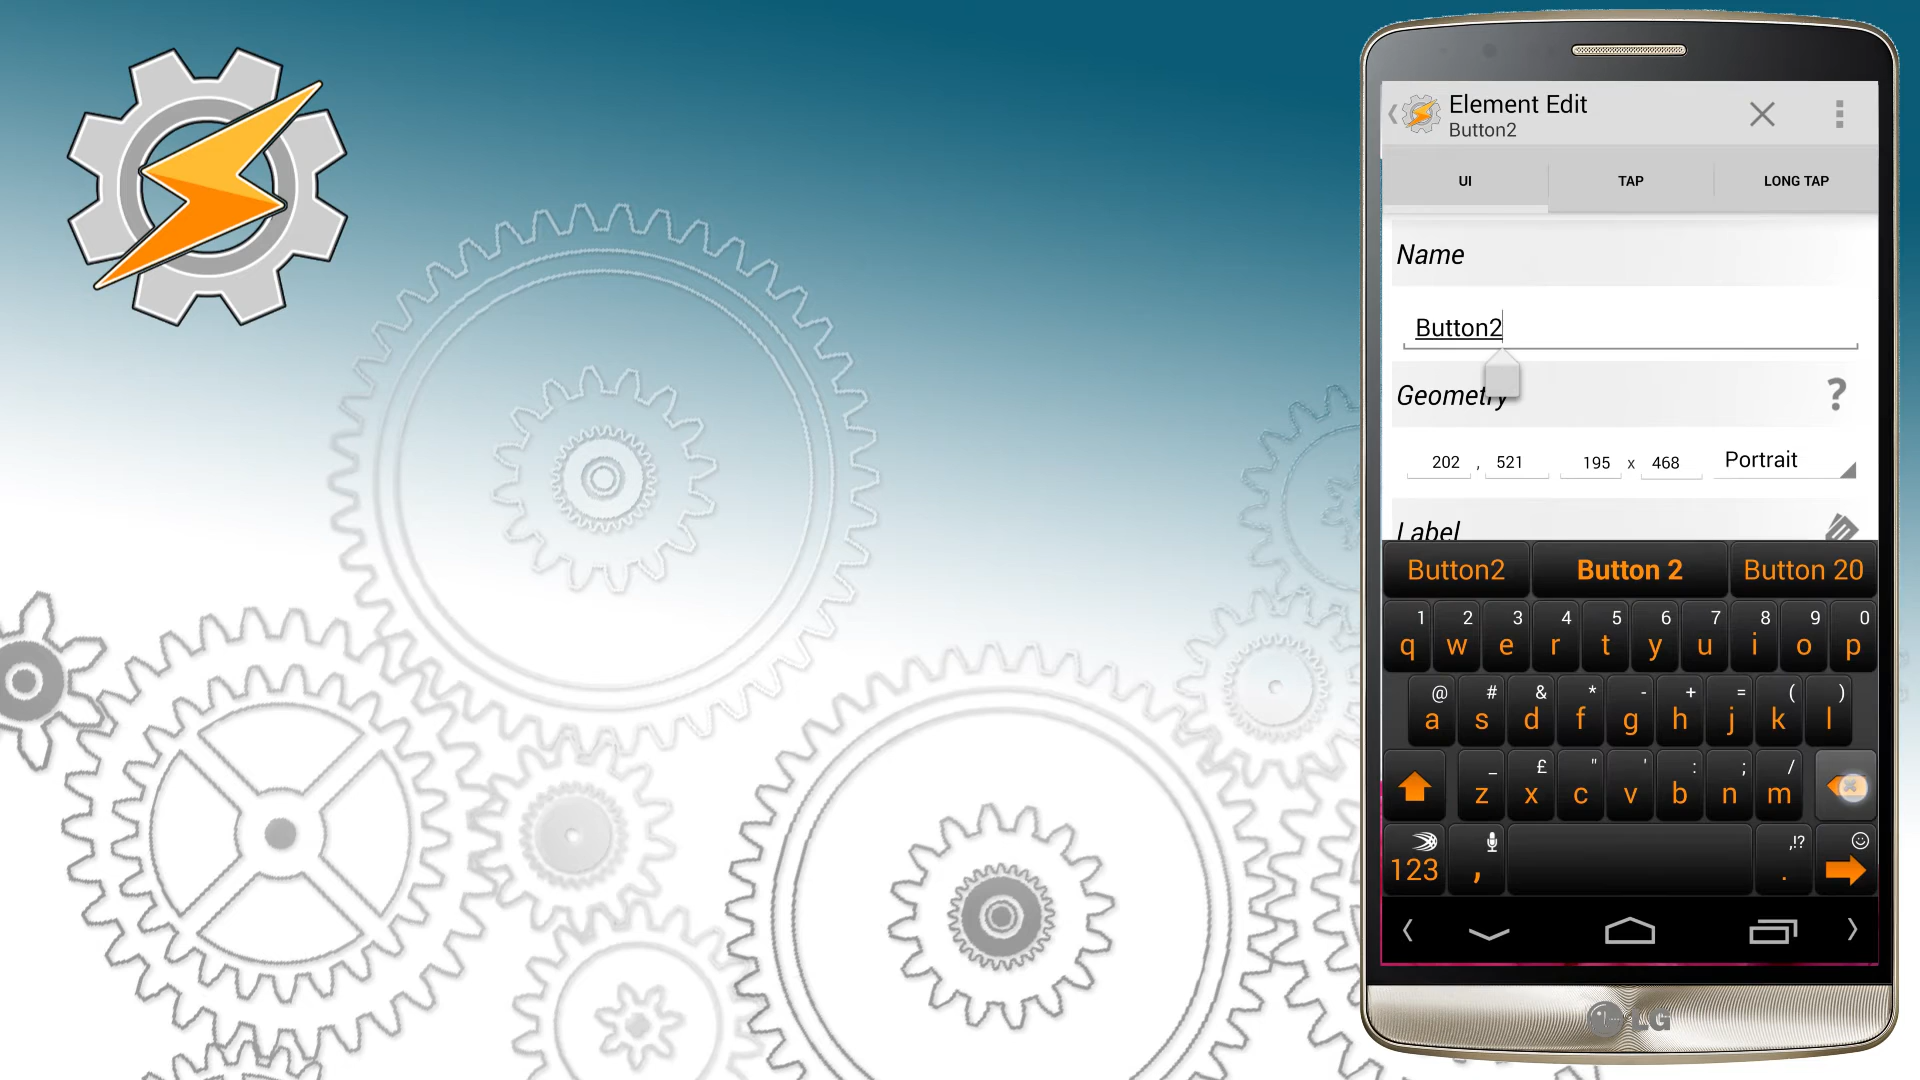 Element Edit
Button2
UI TAP LONG TAP
Name
Button2
Geometry ?
202 , 521 195 x 468 Portrait
Label
Button2 Button 2 Button 20
1 2 3 4 5 6 7 8 9 0
q w e r t y u i o p
@ # & * - + = ( )
a s d f g h j k l
_ £ " ' : ; /
z x c v b n m
,!?
123 , .
LG